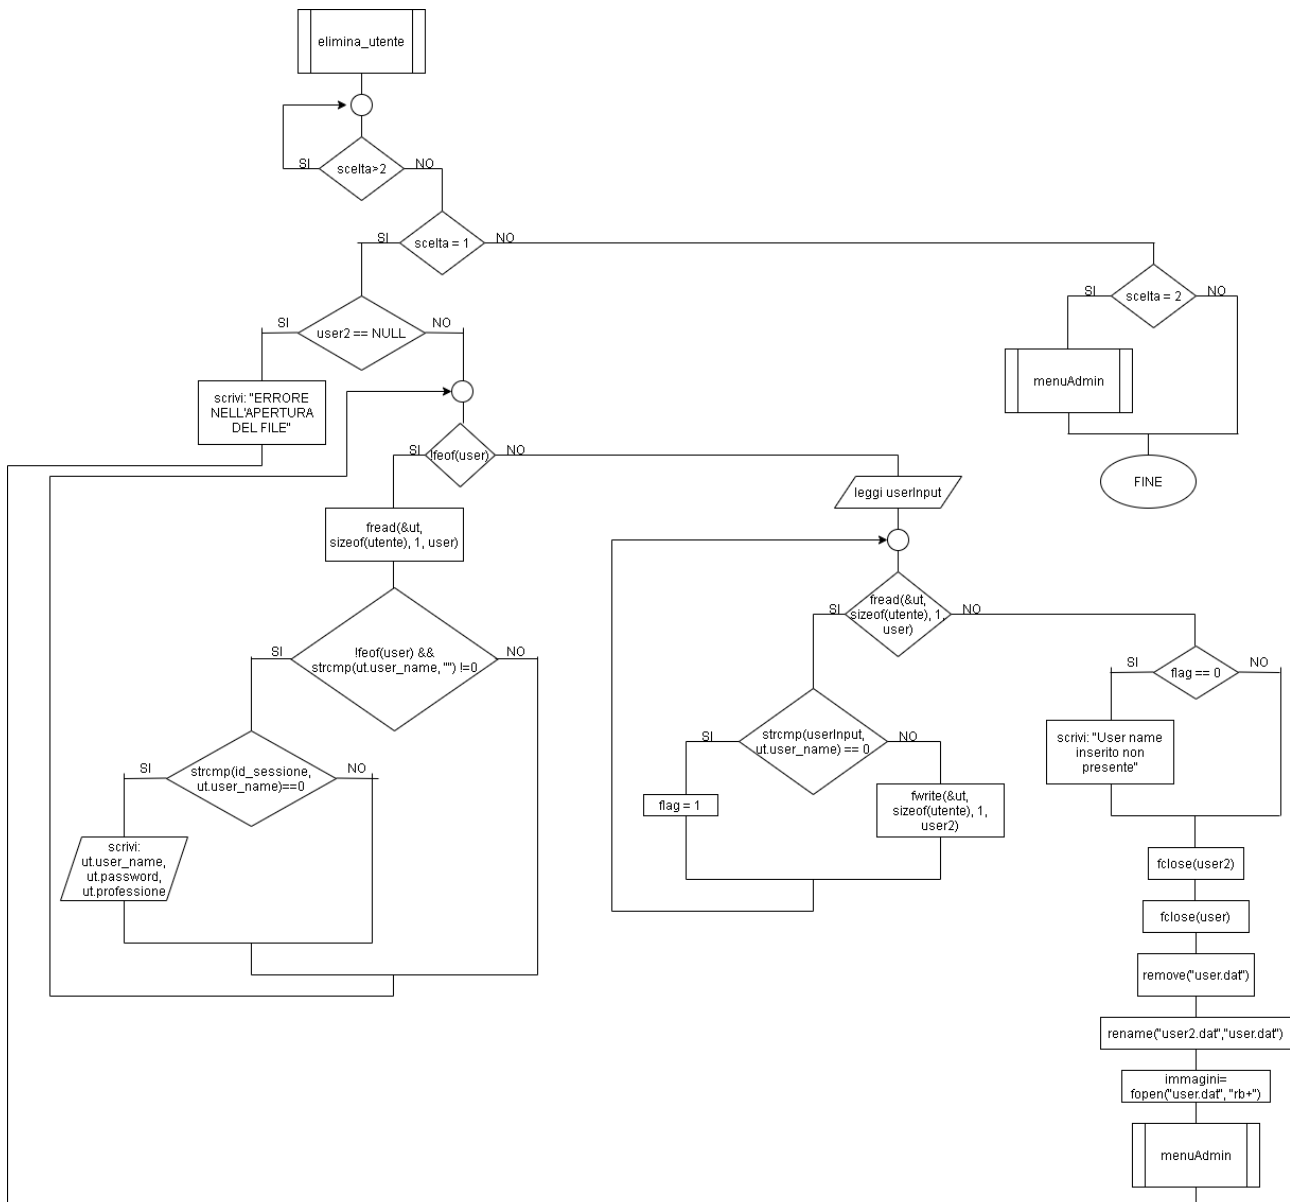 elimina_utente
SI
scelta>2
NO
SI
scelta = 1
NO
SI
scelta = 2
NO
SI
user2 == NULL
NO
menuAdmin
scrivi: "ERRORE
NELL'APERTURA
DEL FILE"
SI
!feof(user)
NO
FINE
leggi userInput
fread(&ut,
sizeof(utente), 1, user)
SI
fread(&ut,
sizeof(utente), 1,
user)
NO
SI
!feof(user) &&
strcmp(ut.user_name, "") !=0
NO
SI
flag == 0
NO
SI
strcmp(userInput,
ut.user_name) == 0
NO
scrivi: "User name
inserito non
presente"
SI
strcmp(id_sessione,
ut.user_name)==0
NO
flag = 1
fwrite(&ut,
sizeof(utente), 1,
user2)
scrivi:
ut.user_name,
ut.password,
ut.professione
fclose(user2)
fclose(user)
remove("user.dat")
rename("user2.dat","user.dat")
immagini=
fopen("user.dat", "rb+")
menuAdmin